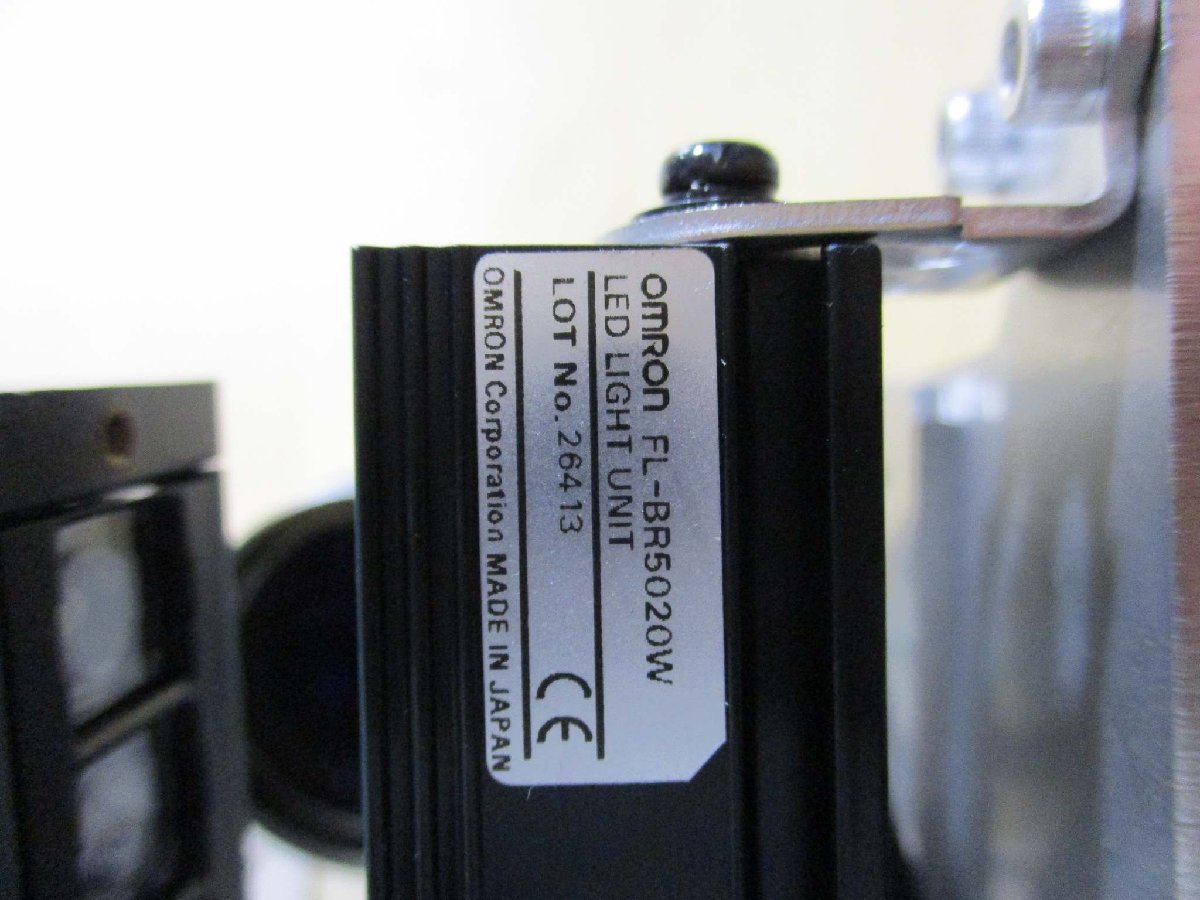 OMRON FL-BR5020W
LED LIGHT UNIT
LOT No. 26413
CE
OMRON Corporation MADE IN JAPAN